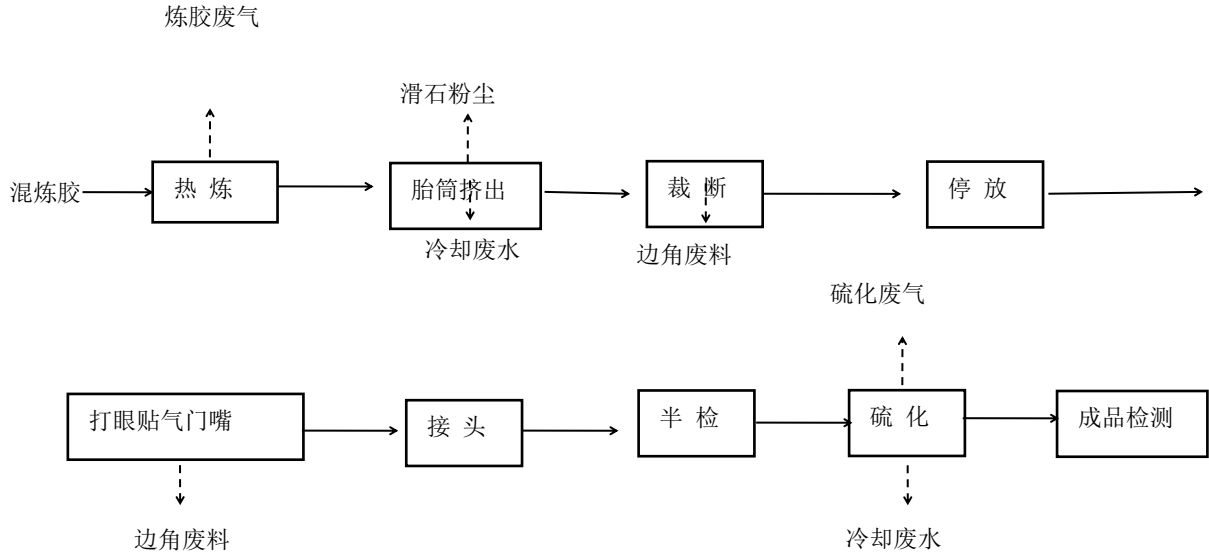 炼胶废气
滑石粉尘
混炼胶
热 炼
胎筒挤出
裁 断
停 放
冷却废水
边角废料
硫化废气
打眼贴气门嘴
接 头
半 检
硫 化
成品检测
边角废料
冷却废水